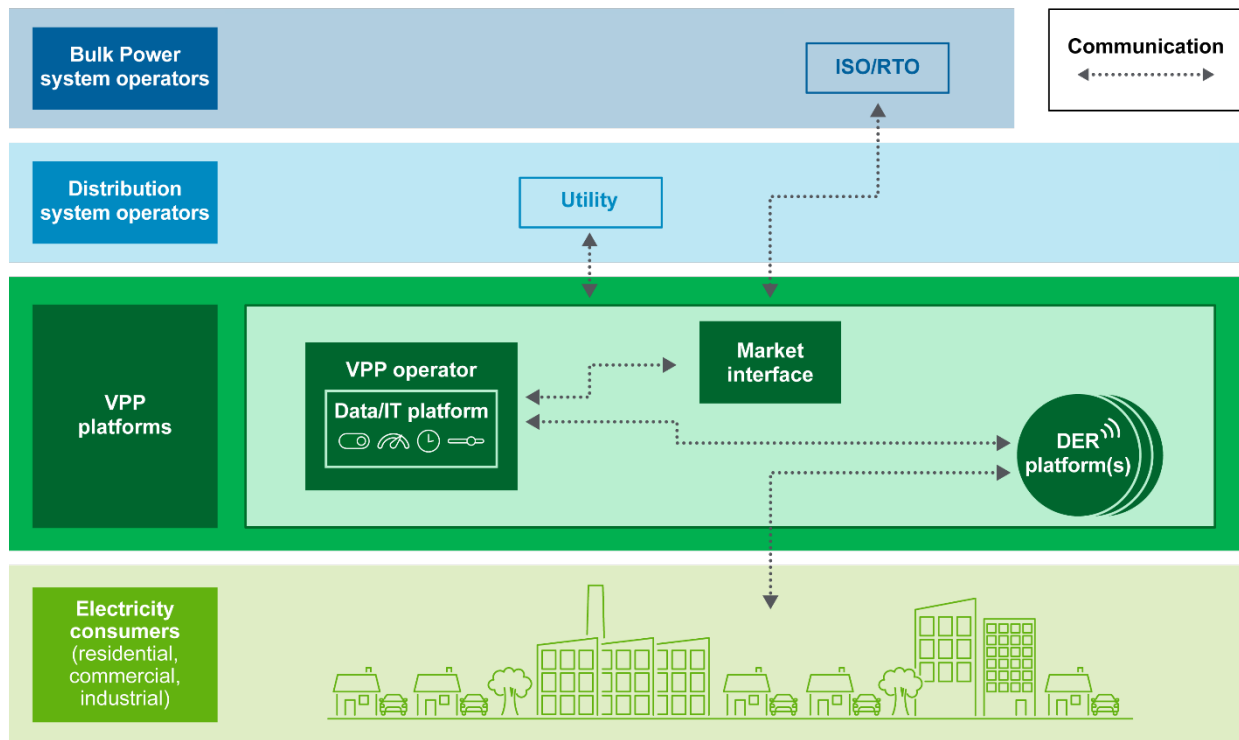 Bulk Power
system operators
ISO/RTO
Communication
Distribution
system operators
Utility
VPP
platforms
VPP operator
Data/IT platform
Market
interface
DER
platform(s)
Electricity
consumers
(residential,
commercial,
industrial)